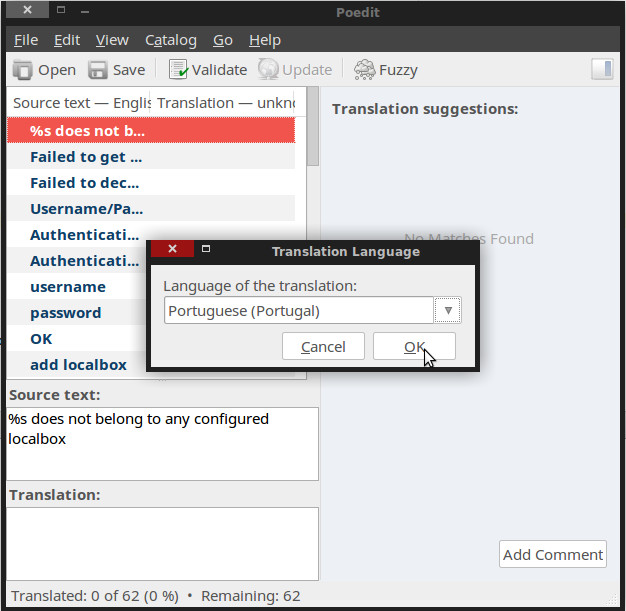 Poedit
File Edit View Catalog Go Help
Open Save Validate Update Fuzzy
Source text — Englis Translation — unkno
%s does not b...
Failed to get ...
Failed to dec...
Username/Pa...
Authenticati...
Authenticati...
username
password
OK
add localbox
Translation suggestions:
No Matches Found
Translation Language
Language of the translation:
Portuguese (Portugal)
Cancel OK
Source text:
%s does not belong to any configured
localbox
Translation:
Add Comment
Translated: 0 of 62 (0 %) • Remaining: 62